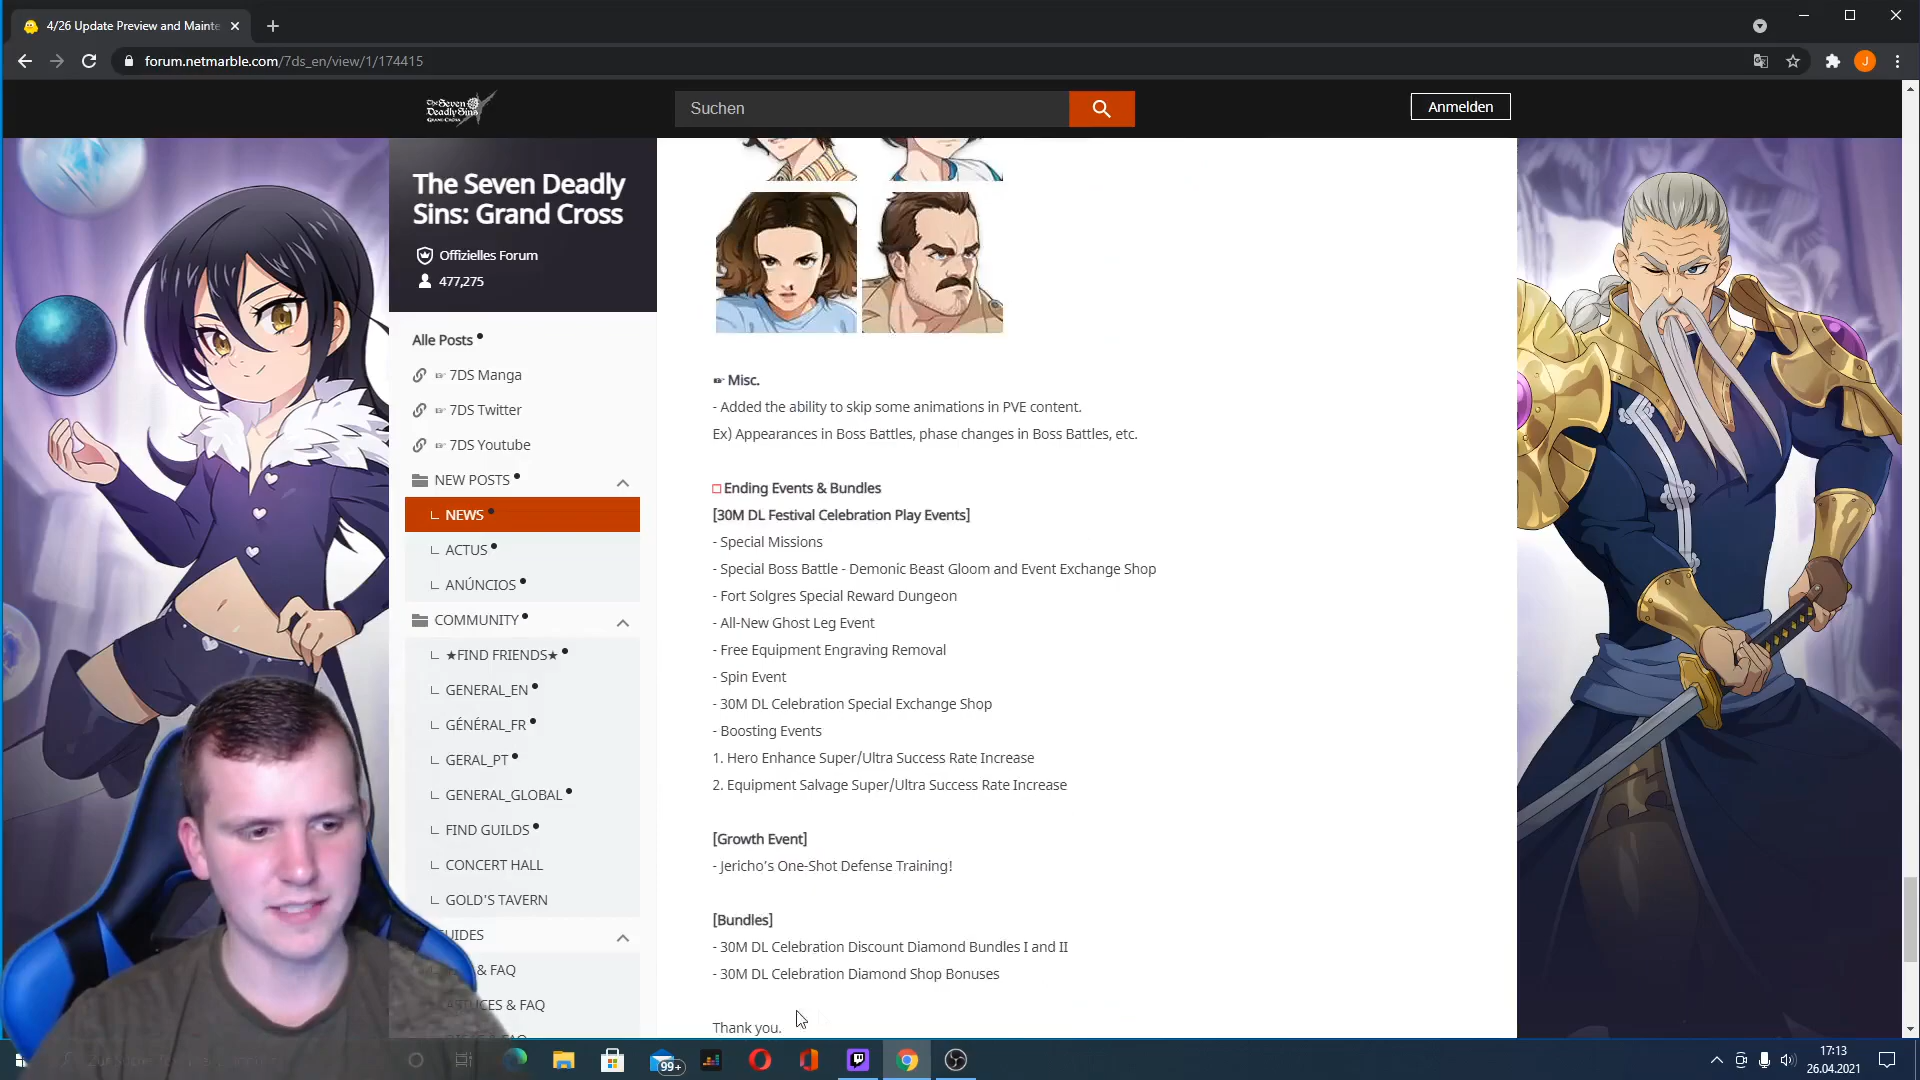 4/26 Update Preview and Mainte
forum.netmarble.com/7ds_en/view/1/174415
J
The Seven
Deadly Sins
GRAND CROSS
Suchen
Anmelden
The Seven Deadly
Sins: Grand Cross
Offizielles Forum
477,275
Alle Posts
☞ 7DS Manga
☞ 7DS Twitter
☞ 7DS Youtube
NEW POSTS
NEWS
ACTUS
ANÚNCIOS
COMMUNITY
★FIND FRIENDS★
GENERAL_EN
GÉNÉRAL_FR
GERAL_PT
GENERAL_GLOBAL
FIND GUILDS
CONCERT HALL
GOLD'S TAVERN
& FAQ
& FAQ
☛ Misc.
- Added the ability to skip some animations in PVE content.
Ex) Appearances in Boss Battles, phase changes in Boss Battles, etc.
□ Ending Events & Bundles
[30M DL Festival Celebration Play Events]
- Special Missions
- Special Boss Battle - Demonic Beast Gloom and Event Exchange Shop
- Fort Solgres Special Reward Dungeon
- All-New Ghost Leg Event
- Free Equipment Engraving Removal
- Spin Event
- 30M DL Celebration Special Exchange Shop
- Boosting Events
1. Hero Enhance Super/Ultra Success Rate Increase
2. Equipment Salvage Super/Ultra Success Rate Increase
[Growth Event]
- Jericho's One-Shot Defense Training!
[Bundles]
- 30M DL Celebration Discount Diamond Bundles I and II
- 30M DL Celebration Diamond Shop Bonuses
Thank you.
99+
17:13
26.04.2021